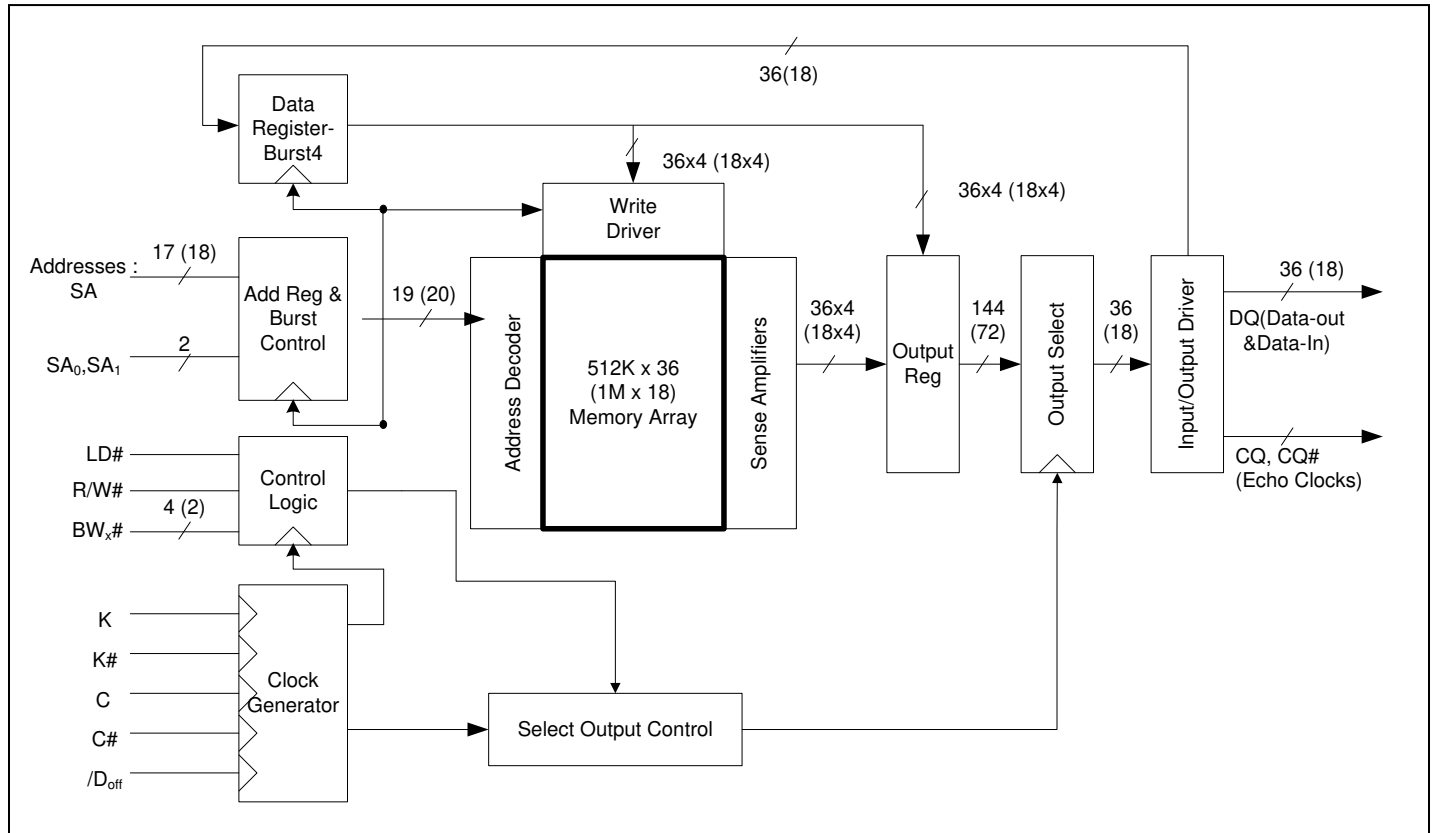 36(18)
Data
Register-
Burst4
36x4 (18x4)
36x4 (18x4)
Write
Driver
Addresses :
SA
17 (18)
SA₀,SA₁
2
Add Reg &
Burst
Control
19 (20)
Address Decoder
512K x 36
(1M x 18)
Memory Array
Sense Amplifiers
36x4
(18x4)
Output
Reg
144
(72)
Output Select
36
(18)
Input/Output Driver
36 (18)
DQ(Data-out
&Data-In)
CQ, CQ#
(Echo Clocks)
LD#
R/W#
BWₓ#
4 (2)
Control
Logic
K
K#
C
C#
/Doff
Clock
Generator
Select Output Control